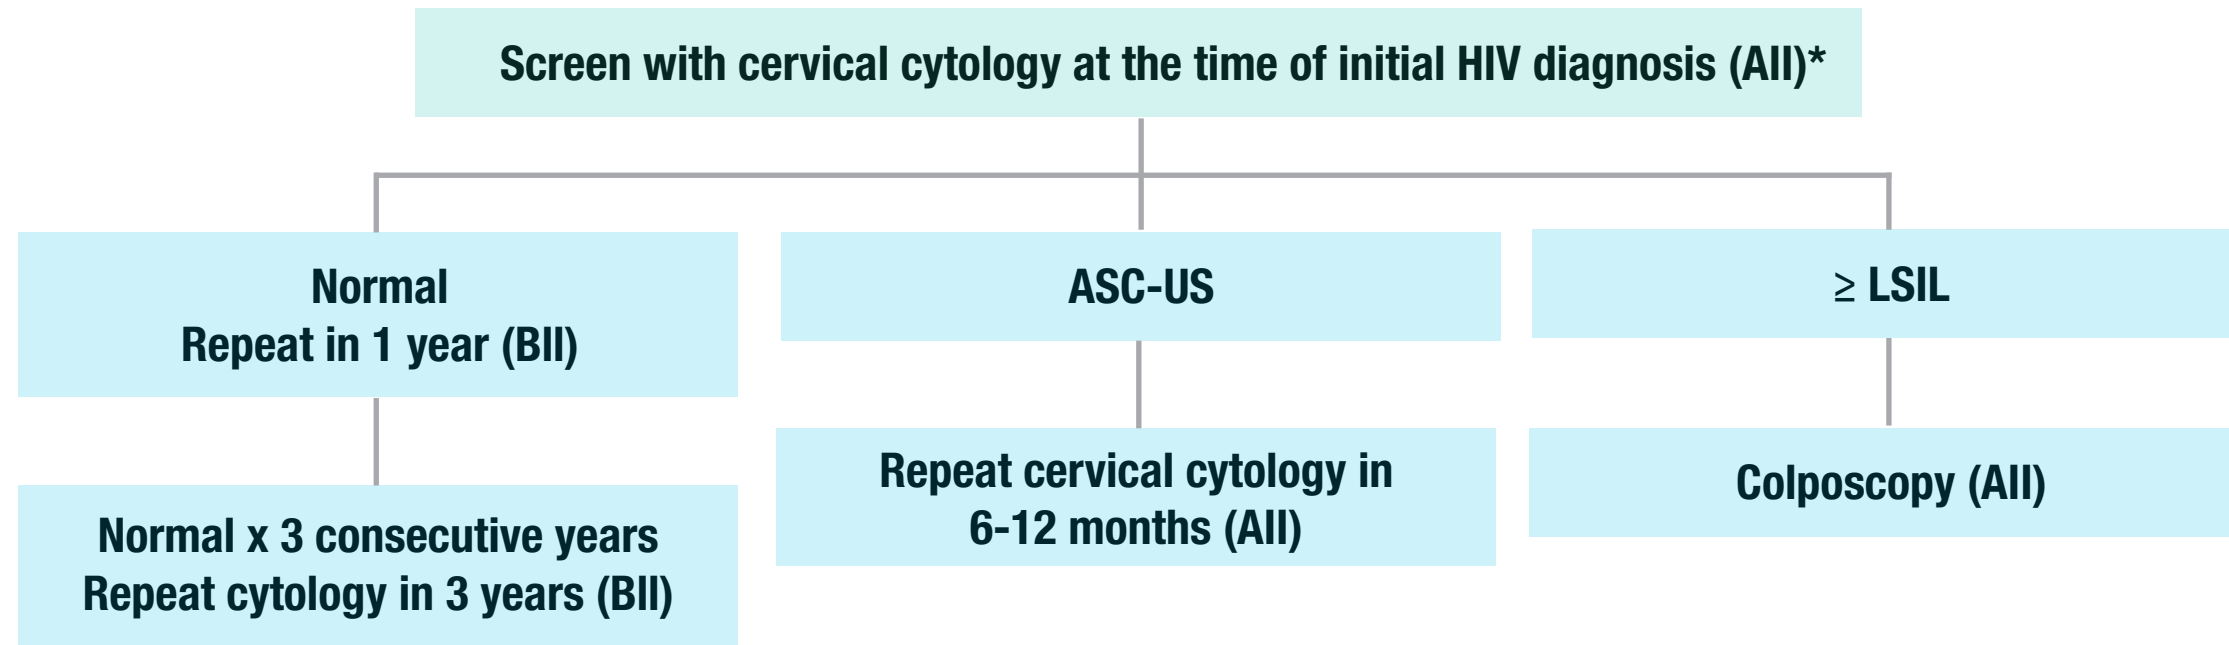 Screen with cervical cytology at the time of initial HIV diagnosis (AII)*
Normal
Repeat in 1 year (BII)
ASC-US
≥ LSIL
Normal x 3 consecutive years
Repeat cytology in 3 years (BII)
Repeat cervical cytology in
6-12 months (AII)
Colposcopy (AII)